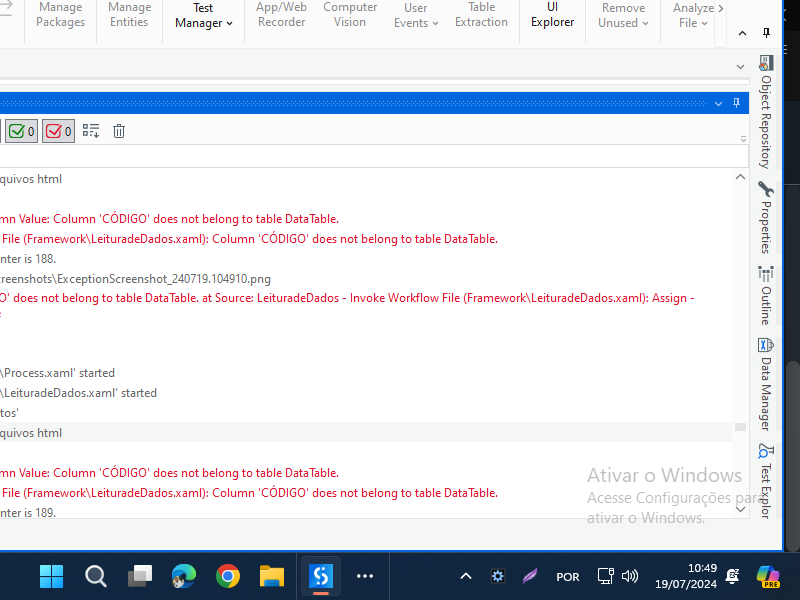 Manage
Packages
Manage
Entities
Test
Manager
App/Web
Recorder
Computer
Vision
User
Events
Table
Extraction
UI
Explorer
Remove
Unused
Analyze
File
0
0
quivos html
mn Value: Column 'CÓDIGO' does not belong to table DataTable.
File (Framework\LeituradeDados.xaml): Column 'CÓDIGO' does not belong to table DataTable.
nter is 188.
reenshots\ExceptionScreenshot_240719.104910.png
O' does not belong to table DataTable. at Source: LeituradeDados - Invoke Workflow File (Framework\LeituradeDados.xaml): Assign -
\Process.xaml' started
\LeituradeDados.xaml' started
tos'
quivos html
mn Value: Column 'CÓDIGO' does not belong to table DataTable.
File (Framework\LeituradeDados.xaml): Column 'CÓDIGO' does not belong to table DataTable.
nter is 189.
Object Repository
Properties
Outline
Data Manager
Test Explor
Ativar o Windows
Acesse Configurações para
ativar o Windows.
POR
10:49
19/07/2024
PRE